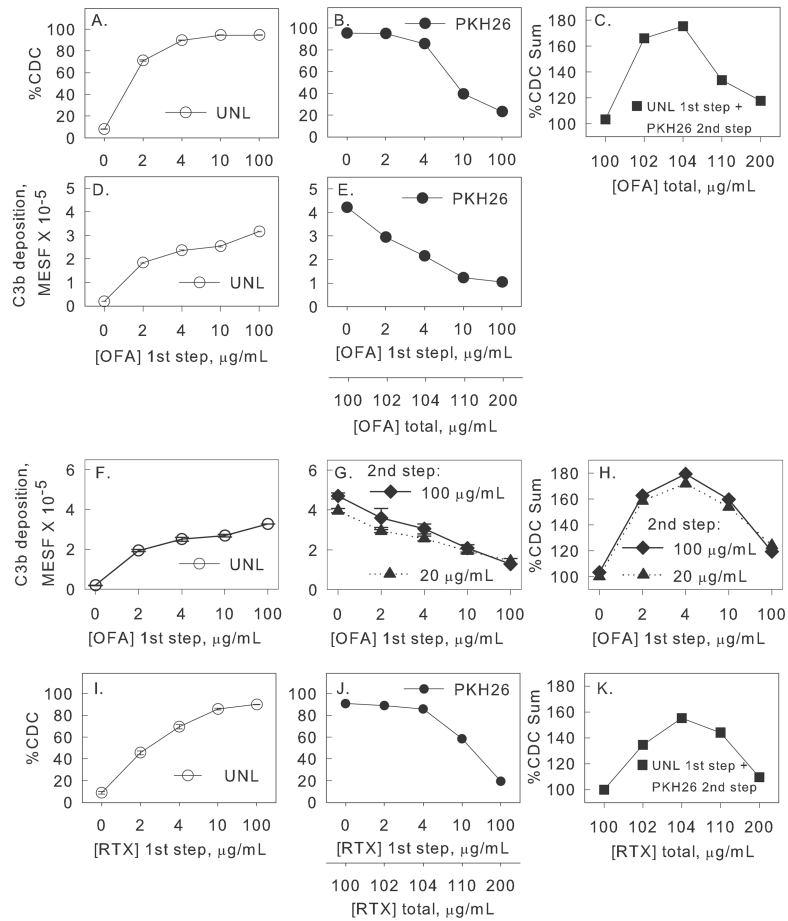 A.
%CDC
100
80
60
40
20
0
UNL
0 2 4 10 100
B.
100
80
60
40
20
0
PKH26
0 2 4 10 100
C.
%CDC Sum
180
160
140
120
100
UNL 1st step +
PKH26 2nd step
100 102 104 110 200
[OFA] total, μg/mL
D.
C3b deposition,
MESF X 10-5
5
4
3
2
1
0
UNL
0 2 4 10 100
[OFA] 1st step, μg/mL
E.
5
4
3
2
1
0
PKH26
0 2 4 10 100
[OFA] 1st stepl, μg/mL
100 102 104 110 200
[OFA] total, μg/mL
F.
C3b deposition,
MESF X 10-5
6
4
2
0
UNL
0 2 4 10 100
[OFA] 1st step, μg/mL
G.
6
4
2
0
2nd step:
100 μg/mL
20 μg/mL
0 2 4 10 100
[OFA] 1st step, μg/mL
H.
%CDC Sum
180
160
140
120
100
2nd step:
100 μg/mL
20 μg/mL
0 2 4 10 100
[OFA] 1st step, μg/mL
I.
%CDC
100
80
60
40
20
0
UNL
0 2 4 10 100
[RTX] 1st step, μg/mL
J.
100
80
60
40
20
0
PKH26
0 2 4 10 100
[RTX] 1st step, μg/mL
100 102 104 110 200
[RTX] total, μg/mL
K.
%CDC Sum
180
160
140
120
100
UNL 1st step +
PKH26 2nd step
100 102 104 110 200
[RTX] total, μg/mL